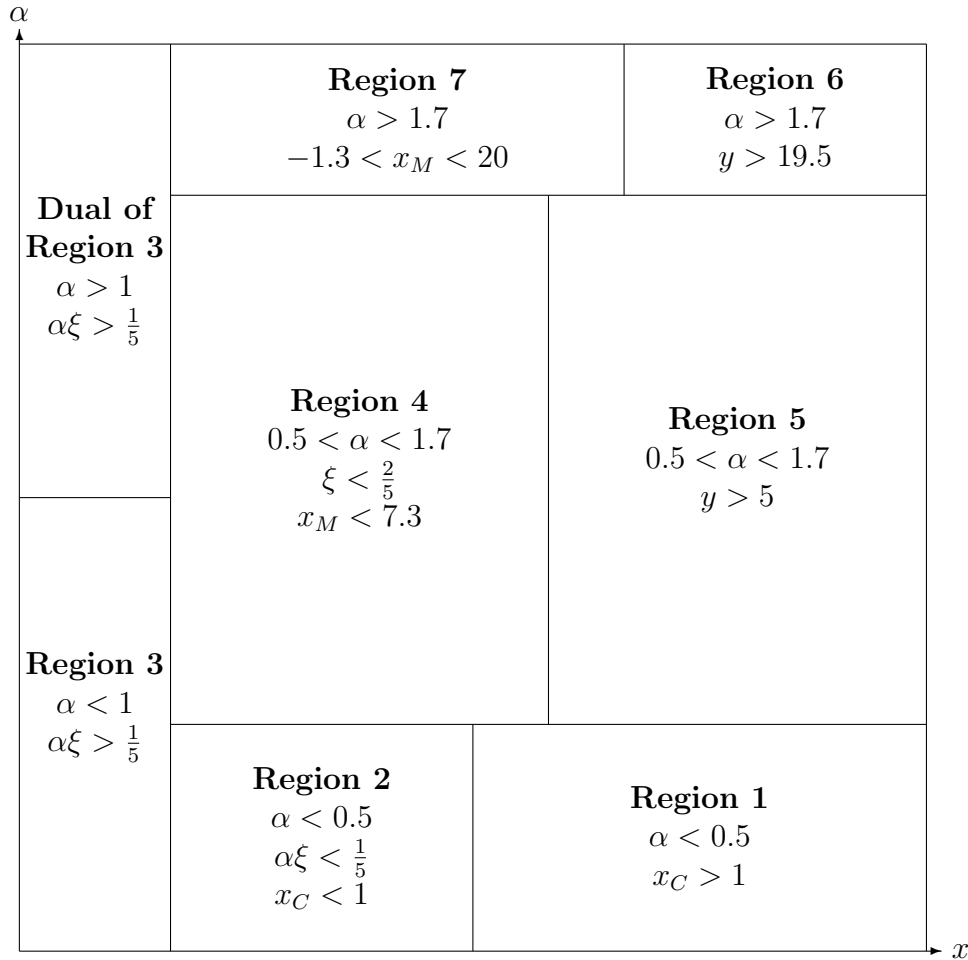 α
Region 7
α > 1.7
−1.3 < x_M < 20
Region 6
α > 1.7
y > 19.5
Dual of
Region 3
α > 1
αξ > 1/5
Region 4
0.5 < α < 1.7
ξ < 2/5
x_M < 7.3
Region 5
0.5 < α < 1.7
y > 5
Region 3
α < 1
αξ > 1/5
Region 2
α < 0.5
αξ < 1/5
x_C < 1
Region 1
α < 0.5
x_C > 1
x